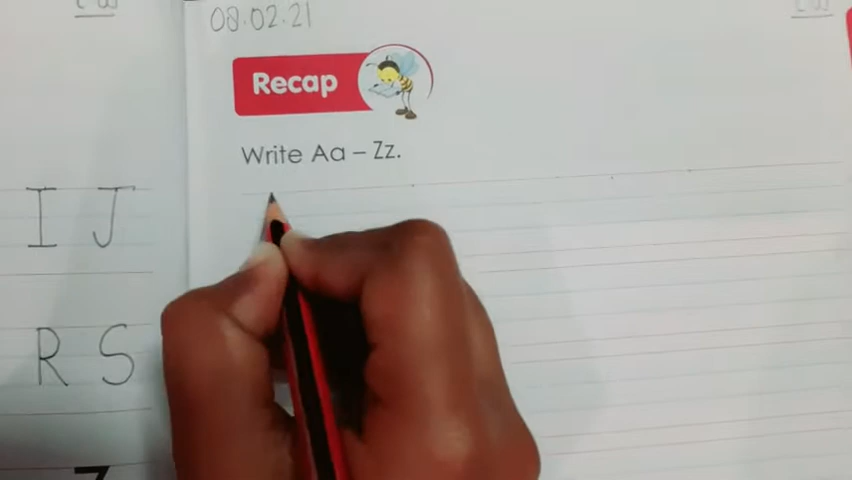 08.02.21
Recap
Write Aa – Zz.
I J
R S